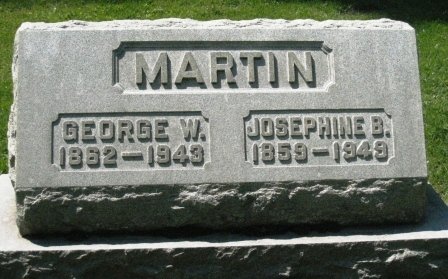 MARTIN
GEORGE W. JOSEPHINE B.
1862-1943 1859-1949